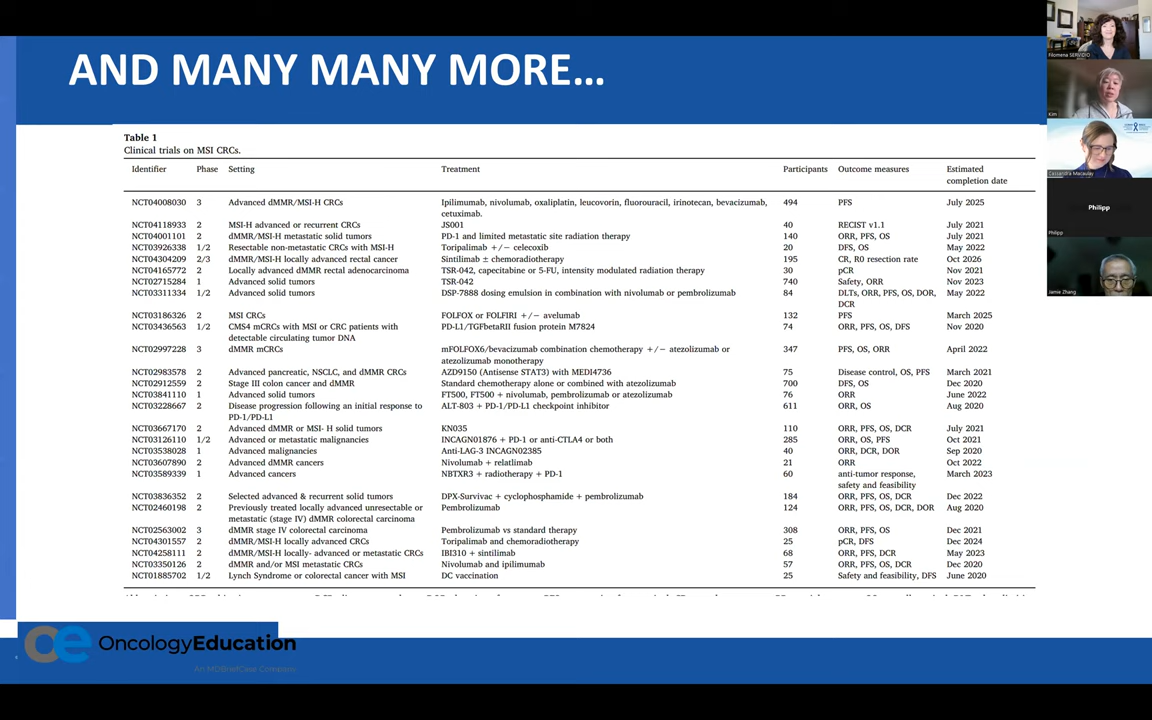 AND MANY MANY MORE...
Table 1
Clinical trials on MSI CRCs.
Identifier Phase Setting Treatment Participants Outcome measures Estimated
completion date
NCT04008030 3 Advanced dMMR/MSI-H CRCs Ipilimumab, nivolumab, oxaliplatin, leucovorin, fluorouracil, irinotecan, bevacizumab, 494 PFS July 2025
cetuximab.
NCT04118933 2 MSI-H advanced or recurrent CRCs JS001 40 RECIST v1.1 July 2021
NCT04001101 2 dMMR/MSI-H metastatic solid tumors PD-1 and limited metastatic site radiation therapy 140 ORR, PFS, OS July 2021
NCT03926338 1/2 Resectable non-metastatic CRCs with MSI-H Toripalimab +/− celecoxib 20 DFS, OS May 2022
NCT04304209 2/3 dMMR/MSI-H locally advanced rectal cancer Sintilimab ± chemoradiotherapy 195 CR, R0 resection rate Oct 2026
NCT04165772 2 Locally advanced dMMR rectal adenocarcinoma TSR-042, capecitabine or 5-FU, intensity modulated radiation therapy 30 pCR Nov 2021
NCT02715284 1 Advanced solid tumors TSR-042 740 Safety, ORR Nov 2023
NCT03311334 1/2 Advanced solid tumors DSP-7888 dosing emulsion in combination with nivolumab or pembrolizumab 84 DLTs, ORR, PFS, OS, DOR, May 2022
DCR
NCT03186326 2 MSI CRCs FOLFOX or FOLFIRI +/− avelumab 132 PFS March 2025
NCT03436563 1/2 CMS4 mCRCs with MSI or CRC patients with PD-L1/TGFbetaRII fusion protein M7824 74 ORR, PFS, OS, DFS Nov 2020
detectable circulating tumor DNA
NCT02997228 3 dMMR mCRCs mFOLFOX6/bevacizumab combination chemotherapy +/− atezolizumab or 347 PFS, OS, ORR April 2022
atezolizumab monotherapy
NCT02983578 2 Advanced pancreatic, NSCLC, and dMMR CRCs AZD9150 (Antisense STAT3) with MEDI4736 75 Disease control, OS, PFS March 2021
NCT02912559 2 Stage III colon cancer and dMMR Standard chemotherapy alone or combined with atezolizumab 700 DFS, OS Dec 2020
NCT03841110 1 Advanced solid tumors FT500, FT500 + nivolumab, pembrolizumab or atezolizumab 76 ORR June 2022
NCT03228667 2 Disease progression following an initial response to ALT-803 + PD-1/PD-L1 checkpoint inhibitor 611 ORR, OS Aug 2020
PD-1/PD-L1
NCT03667170 2 Advanced dMMR or MSI- H solid tumors KN035 110 ORR, PFS, OS, DCR July 2021
NCT03126110 1/2 Advanced or metastatic malignancies INCAGN01876 + PD-1 or anti-CTLA4 or both 285 ORR, OS, PFS Oct 2021
NCT03538028 1 Advanced malignancies Anti-LAG-3 INCAGN02385 40 ORR, DCR, DOR Sep 2020
NCT03607890 2 Advanced dMMR cancers Nivolumab + relatlimab 21 ORR Oct 2022
NCT03589339 1 Advanced cancers NBTXR3 + radiotherapy + PD-1 60 anti-tumor response, March 2023
safety and feasibility
NCT03836352 2 Selected advanced & recurrent solid tumors DPX-Survivac + cyclophosphamide + pembrolizumab 184 ORR, PFS, OS, DCR Dec 2022
NCT02460198 2 Previously treated locally advanced unresectable or Pembrolizumab 124 ORR, PFS, OS, DCR, DOR Aug 2020
metastatic (stage IV) dMMR colorectal carcinoma
NCT02563002 3 dMMR stage IV colorectal carcinoma Pembrolizumab vs standard therapy 308 ORR, PFS, OS Dec 2021
NCT04301557 2 dMMR/MSI-H locally advanced CRCs Toripalimab and chemoradiotherapy 25 pCR, DFS Dec 2024
NCT04258111 2 dMMR/MSI-H locally- advanced or metastatic CRCs IBI310 + sintilimab 68 ORR, PFS, DCR May 2023
NCT03350126 2 dMMR and/or MSI metastatic CRCs Nivolumab and ipilimumab 57 ORR, PFS, OS, DCR Dec 2020
NCT01885702 1/2 Lynch Syndrome or colorectal cancer with MSI DC vaccination 25 Safety and feasibility, DFS June 2020
OncologyEducation
An MDBriefCase Company
Filomena SERVIDIO
Kim
Cassandra Macaulay
Philipp
Philipp
Jamie Zhang